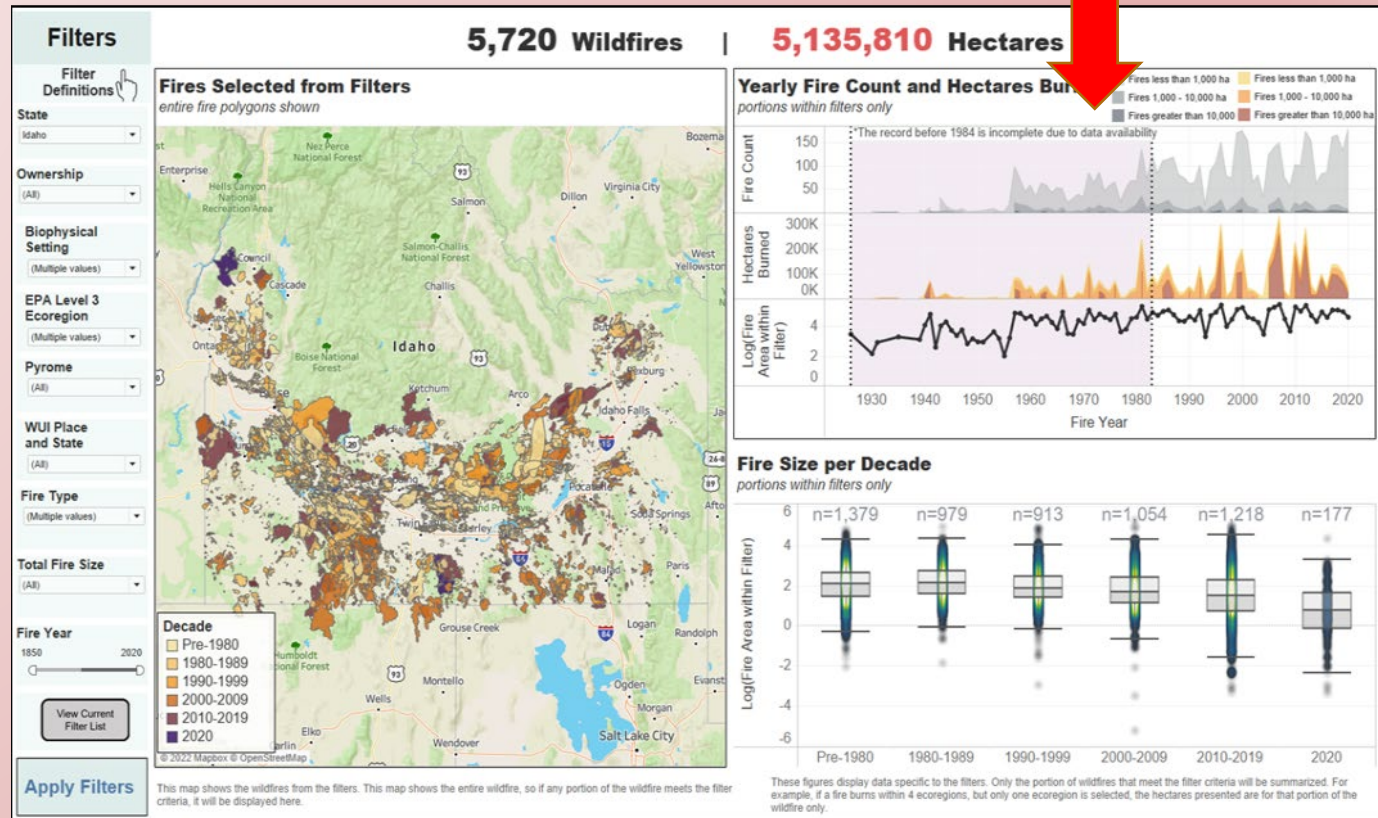 Filters
5,720 Wildfires | 5,135,810 Hectares
Filter
Definitions
State
Idaho
Ownership
(All)
Biophysical
Setting
(Multiple values)
EPA Level 3
Ecoregion
(Multiple values)
Pyrome
(All)
WUI Place
and State
(All)
Fire Type
(Multiple values)
Total Fire Size
(All)
Fire Year
1850 2020
View Current
Filter List
Apply Filters
Fires Selected from Filters
entire fire polygons shown
Nez Perce
National Forest
Bozema
Enterprise
93
Hells Canyon
National
Recreation Area
Salmon
Dillon
Virginia City
Salmon-Challis
National Forest
West
Yellowston
Council
Cascade
Challis
Boise National
Forest
Idaho
93
Ketchum
Arco
Idaho Falls
15
20
26-8
89
Soda Springs
Afto
84
86
Malad
Paris
Grouse Creek
Logan
Randolph
84
Humboldt
93
Montello
Wells
Ogden
Evanst
Morgan
Elko
Wendover
Salt Lake City
Decade
Pre-1980
1980-1989
1990-1999
2000-2009
2010-2019
2020
© 2022 Mapbox © OpenStreetMap
This map shows the wildfires from the filters. This map shows the entire wildfire, so if any portion of the wildfire meets the filter
criteria, it will be displayed here.
Yearly Fire Count and Hectares Bur
portions within filters only
Fires less than 1,000 ha Fires less than 1,000 ha
Fires 1,000 - 10,000 ha Fires 1,000 - 10,000 ha
Fires greater than 10,000 Fires greater than 10,000 ha
*The record before 1984 is incomplete due to data availability
Fire Count
150
100
50
Hectares
Burned
300K
100K
0K
Log(Fire
Area within
Filter)
4
2
0
1930 1940 1950 1960 1970 1980 1990 2000 2010 2020
Fire Year
Fire Size per Decade
portions within filters only
Log(Fire Area within Filter)
6
4
2
0
-2
-4
-6
n=1,379 n=979 n=913 n=1,054 n=1,218 n=177
Pre-1980 1980-1989 1990-1999 2000-2009 2010-2019 2020
These figures display data specific to the filters. Only the portion of wildfires that meet the filter criteria will be summarized. For
example, if a fire burns within 4 ecoregions, but only one ecoregion is selected, the hectares presented are for that portion of the
wildfire only.